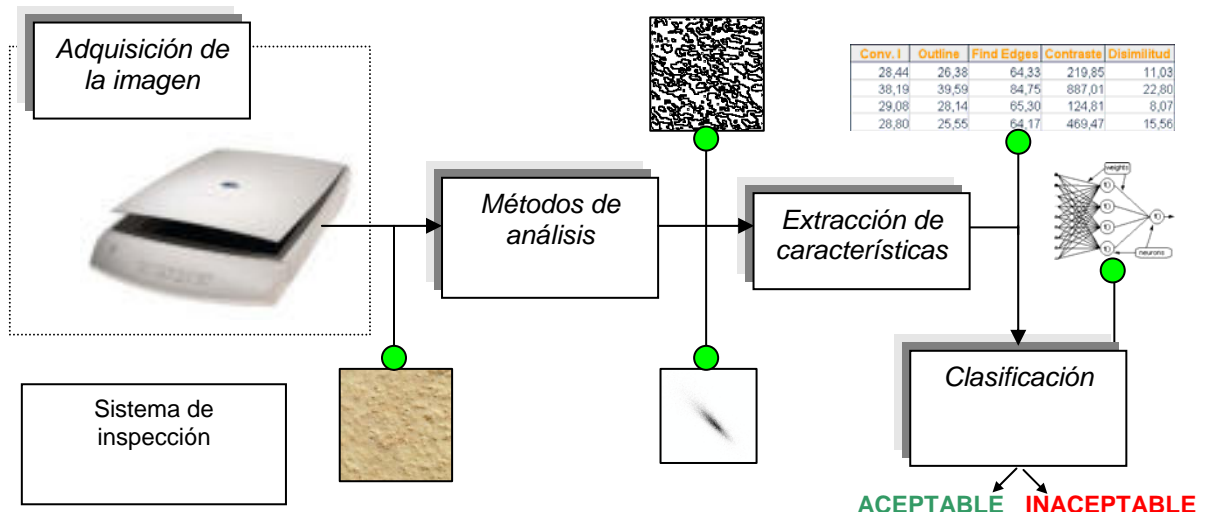 Adquisición de
la imagen
Conv. I Outline Find Edges Contraste Disimilitud
28,44 26,38 64,33 219,85 11,03
38,19 39,59 84,75 887,01 22,80
29,08 28,14 65,30 124,81 8,07
28,80 25,55 64,17 469,47 15,56
Métodos de
análisis
Extracción de
características
weights
f()
f()
f()
f()
f()
neurons
Clasificación
Sistema de
inspección
ACEPTABLE INACEPTABLE